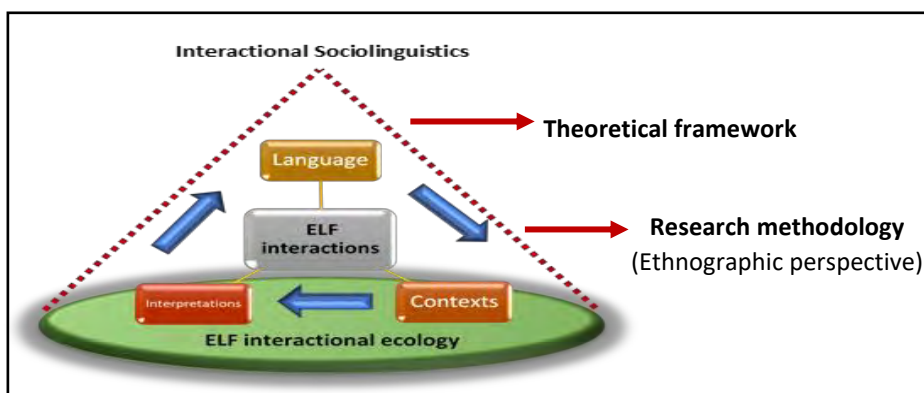 Interactional Sociolinguistics
Theoretical framework
Language
ELF
interactions
Research methodology
(Ethnographic perspective)
Interpretations
Contexts
ELF interactional ecology